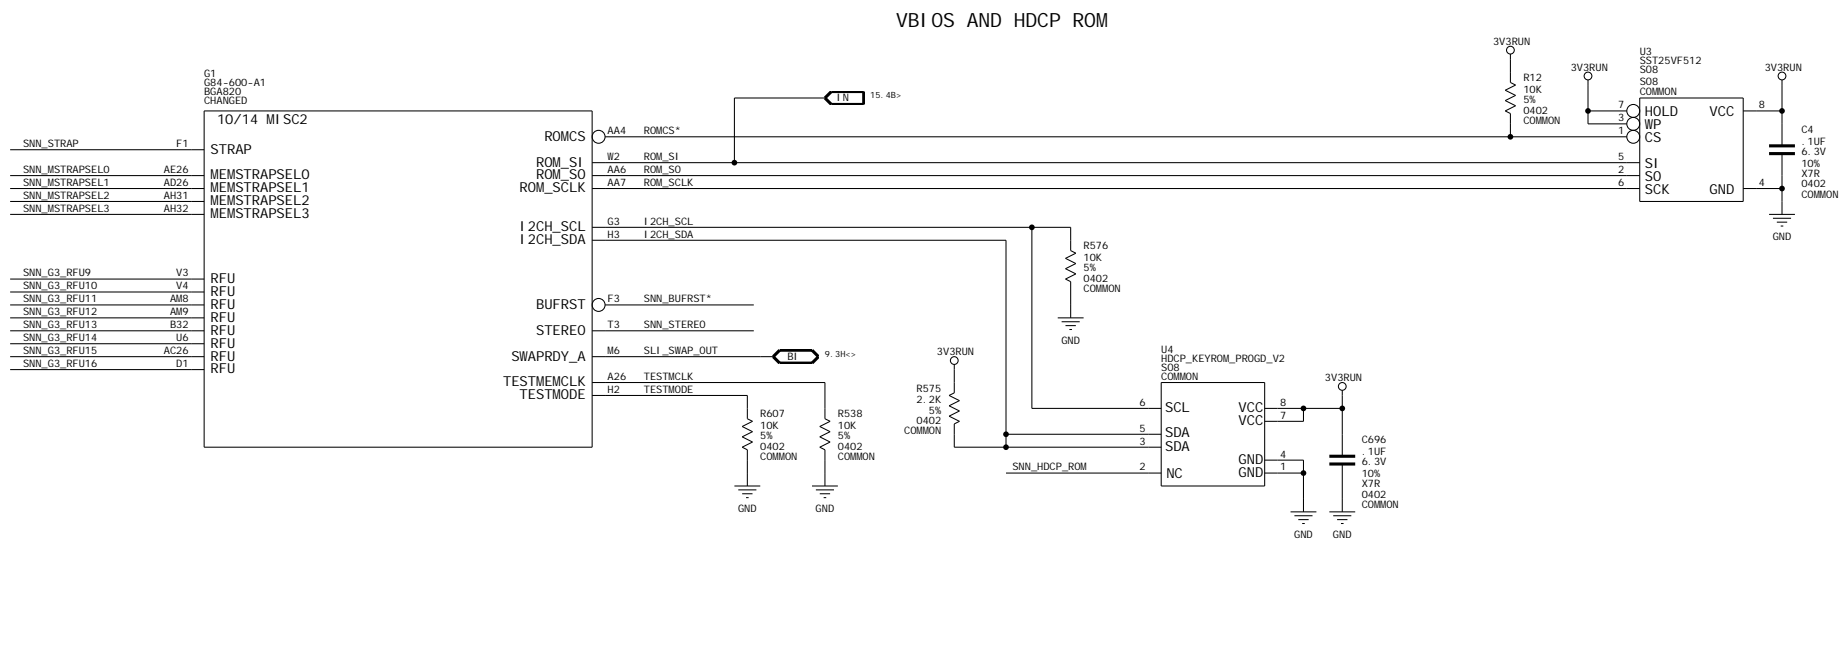 VBIOS AND HDCP ROM
G1
G84-600-A1
BGA820
CHANGED
10/14 MISC2
SNN_STRAP F1 STRAP
SNN_MSTRAPSEL0 AE26 MEMSTRAPSEL0
SNN_MSTRAPSEL1 AD26 MEMSTRAPSEL1
SNN_MSTRAPSEL2 AH31 MEMSTRAPSEL2
SNN_MSTRAPSEL3 AH32 MEMSTRAPSEL3
SNN_G3_RFU9 V3 RFU
SNN_G3_RFU10 V4 RFU
SNN_G3_RFU11 AM8 RFU
SNN_G3_RFU12 AM9 RFU
SNN_G3_RFU13 B32 RFU
SNN_G3_RFU14 U6 RFU
SNN_G3_RFU15 AC26 RFU
SNN_G3_RFU16 D1 RFU
ROMCS AA4 ROMCS*
ROM_SI W2 ROM_SI
ROM_SO AA6 ROM_SO
ROM_SCLK AA7 ROM_SCLK
I2CH_SCL G3 I2CH_SCL
I2CH_SDA H3 I2CH_SDA
BUFRST F3 SNN_BUFRST*
STEREO T3 SNN_STEREO
SWAPRDY_A M6 SLI_SWAP_OUT BI 9.3H<>
TESTMEMCLK A26 TESTMCLK
TESTMODE H2 TESTMODE
IN 15.4B>
R607
10K
5%
0402
COMMON
GND
R538
10K
5%
0402
COMMON
GND
R576
10K
5%
0402
COMMON
GND
3V3RUN
R575
2.2K
5%
0402
COMMON
U4
HDCP_KEYROM_PROGD_V2
SO8
COMMON
6 SCL VCC 8
VCC 7
5 SDA
3 SDA
GND 4
SNN_HDCP_ROM 2 NC GND 1
3V3RUN
C696
.1UF
6.3V
10%
X7R
0402
COMMON
GND GND
3V3RUN
R12
10K
5%
0402
COMMON
3V3RUN
U3
SST25VF512
SO8
SO8
COMMON
7 HOLD VCC 8
3 WP
1 CS
5 SI
2 SO
6 SCK GND 4
3V3RUN
C4
.1UF
6.3V
10%
X7R
0402
COMMON
GND